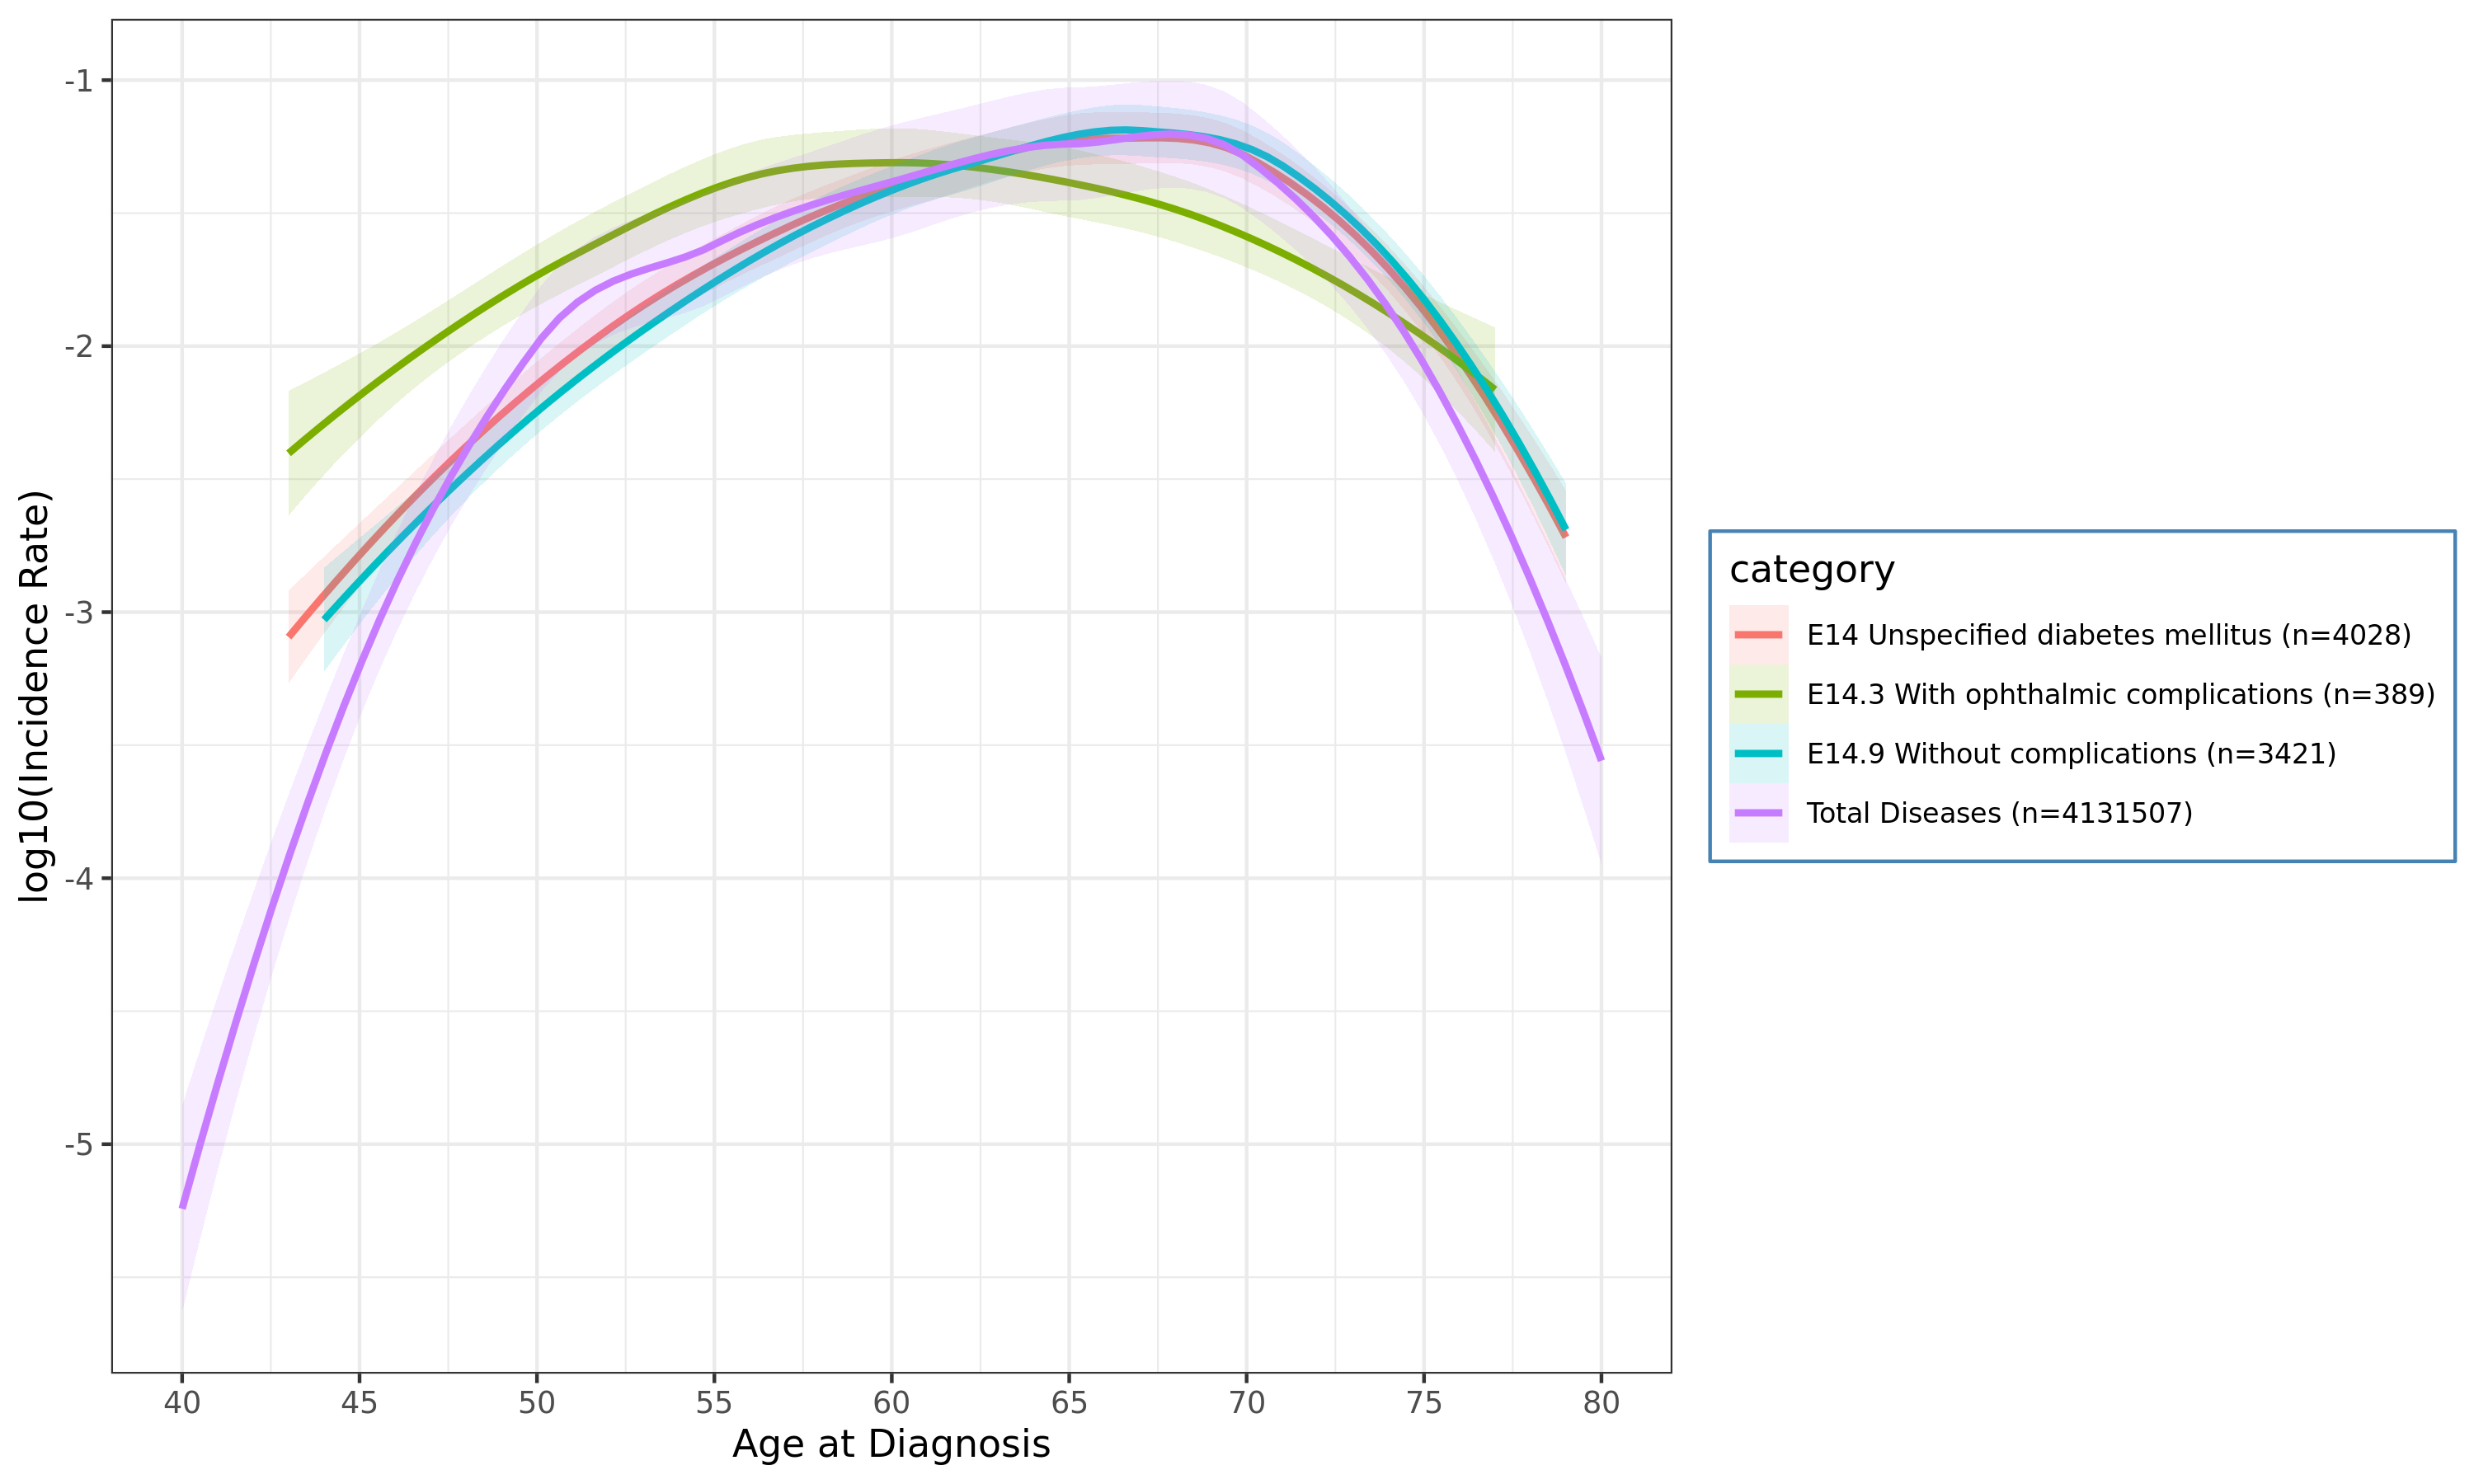 -1
-2
-3
-4
-5
log10(Incidence Rate)
40 45 50 55 60 65 70 75 80
Age at Diagnosis
category
E14 Unspecified diabetes mellitus (n=4028)
E14.3 With ophthalmic complications (n=389)
E14.9 Without complications (n=3421)
Total Diseases (n=4131507)